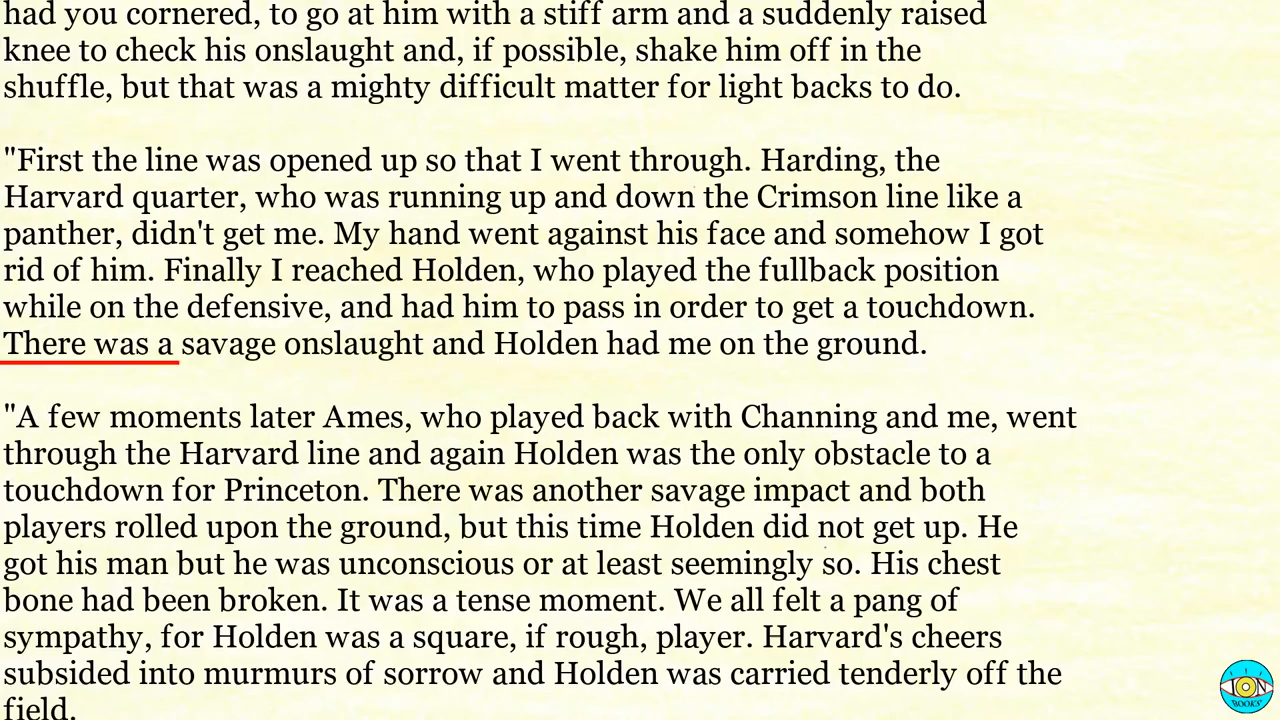 had you cornered, to go at him with a stiff arm and a suddenly raised
knee to check his onslaught and, if possible, shake him off in the
shuffle, but that was a mighty difficult matter for light backs to do.
"First the line was opened up so that I went through. Harding, the
Harvard quarter, who was running up and down the Crimson line like a
panther, didn't get me. My hand went against his face and somehow I got
rid of him. Finally I reached Holden, who played the fullback position
while on the defensive, and had him to pass in order to get a touchdown.
There was a savage onslaught and Holden had me on the ground.
"A few moments later Ames, who played back with Channing and me, went
through the Harvard line and again Holden was the only obstacle to a
touchdown for Princeton. There was another savage impact and both
players rolled upon the ground, but this time Holden did not get up. He
got his man but he was unconscious or at least seemingly so. His chest
bone had been broken. It was a tense moment. We all felt a pang of
sympathy, for Holden was a square, if rough, player. Harvard's cheers
subsided into murmurs of sorrow and Holden was carried tenderly off the
field.
ION
BOOKS